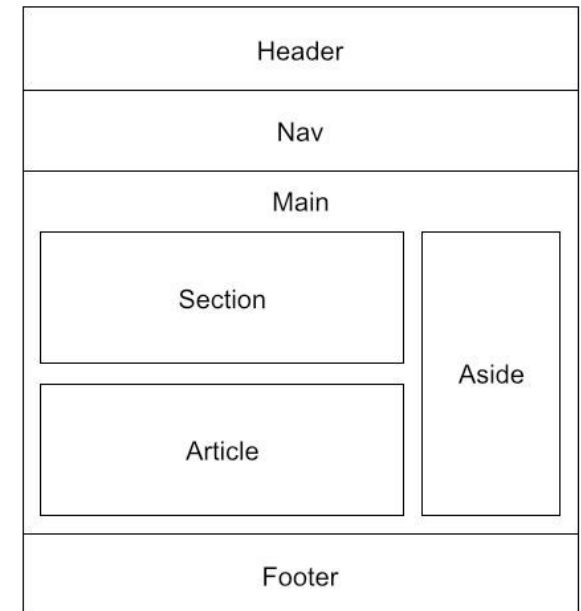 Header
Nav
Main
Section
Aside
Article
Footer